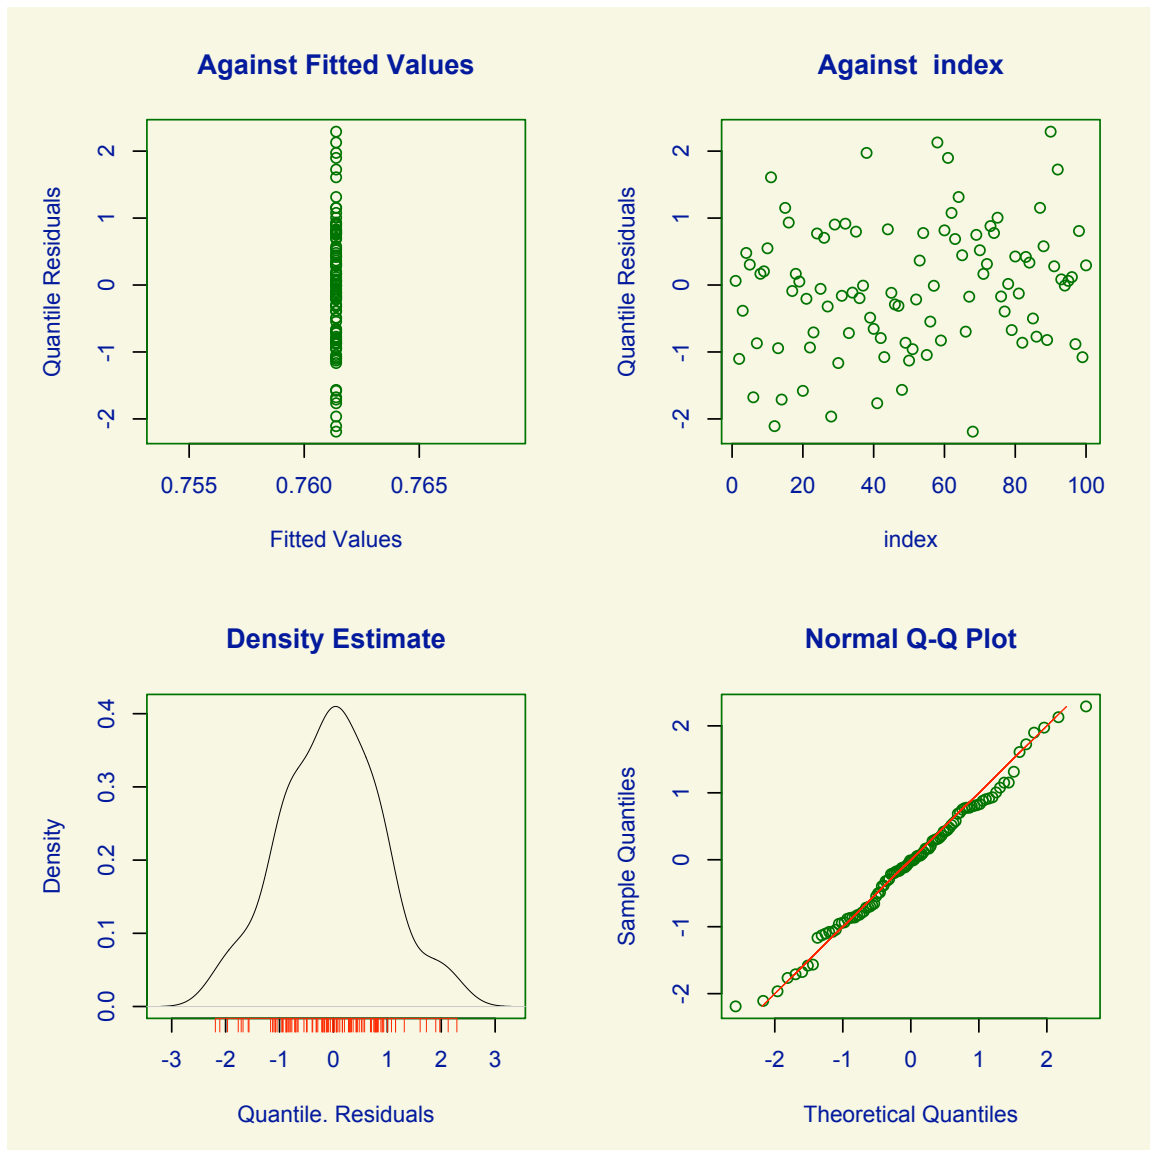 Against Fitted Values
Quantile Residuals
2
1
0
-1
-2
0.755 0.760 0.765
Fitted Values
Against  index
Quantile Residuals
2
1
0
-1
-2
0 20 40 60 80 100
index
Density Estimate
Density
0.4
0.3
0.2
0.1
0.0
-3 -2 -1 0 1 2 3
Quantile. Residuals
Normal Q-Q Plot
Sample Quantiles
2
1
0
-1
-2
-2 -1 0 1 2
Theoretical Quantiles